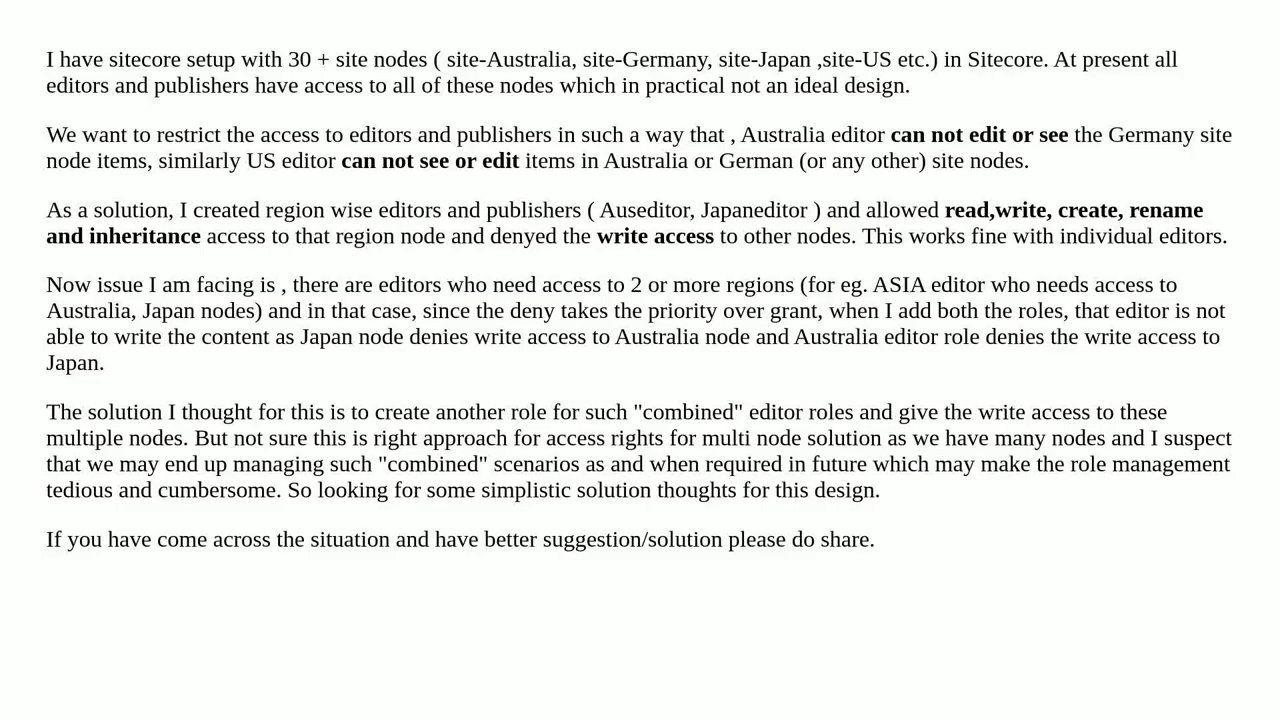 I have sitecore setup with 30 + site nodes ( site-Australia, site-Germany, site-Japan ,site-US etc.) in Sitecore. At present all
editors and publishers have access to all of these nodes which in practical not an ideal design.
We want to restrict the access to editors and publishers in such a way that , Australia editor can not edit or see the Germany site
node items, similarly US editor can not see or edit items in Australia or German (or any other) site nodes.
As a solution, I created region wise editors and publishers ( Auseditor, Japaneditor ) and allowed read,write, create, rename
and inheritance access to that region node and denyed the write access to other nodes. This works fine with individual editors.
Now issue I am facing is , there are editors who need access to 2 or more regions (for eg. ASIA editor who needs access to
Australia, Japan nodes) and in that case, since the deny takes the priority over grant, when I add both the roles, that editor is not
able to write the content as Japan node denies write access to Australia node and Australia editor role denies the write access to
Japan.
The solution I thought for this is to create another role for such "combined" editor roles and give the write access to these
multiple nodes. But not sure this is right approach for access rights for multi node solution as we have many nodes and I suspect
that we may end up managing such "combined" scenarios as and when required in future which may make the role management
tedious and cumbersome. So looking for some simplistic solution thoughts for this design.
If you have come across the situation and have better suggestion/solution please do share.